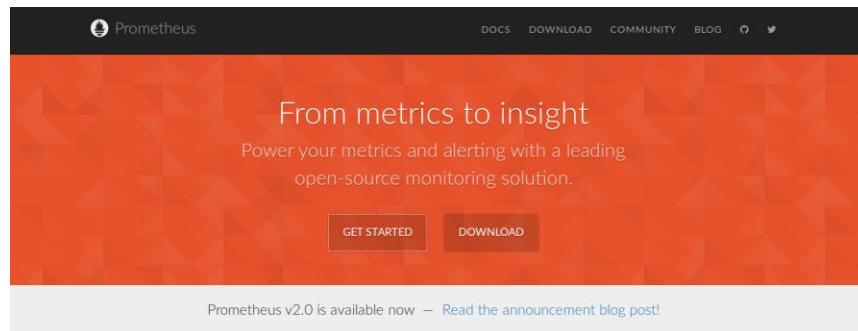 Prometheus DOCS DOWNLOAD COMMUNITY BLOG
From metrics to insight
Power your metrics and alerting with a leading
open-source monitoring solution.
GET STARTED DOWNLOAD
Prometheus v2.0 is available now — Read the announcement blog post!